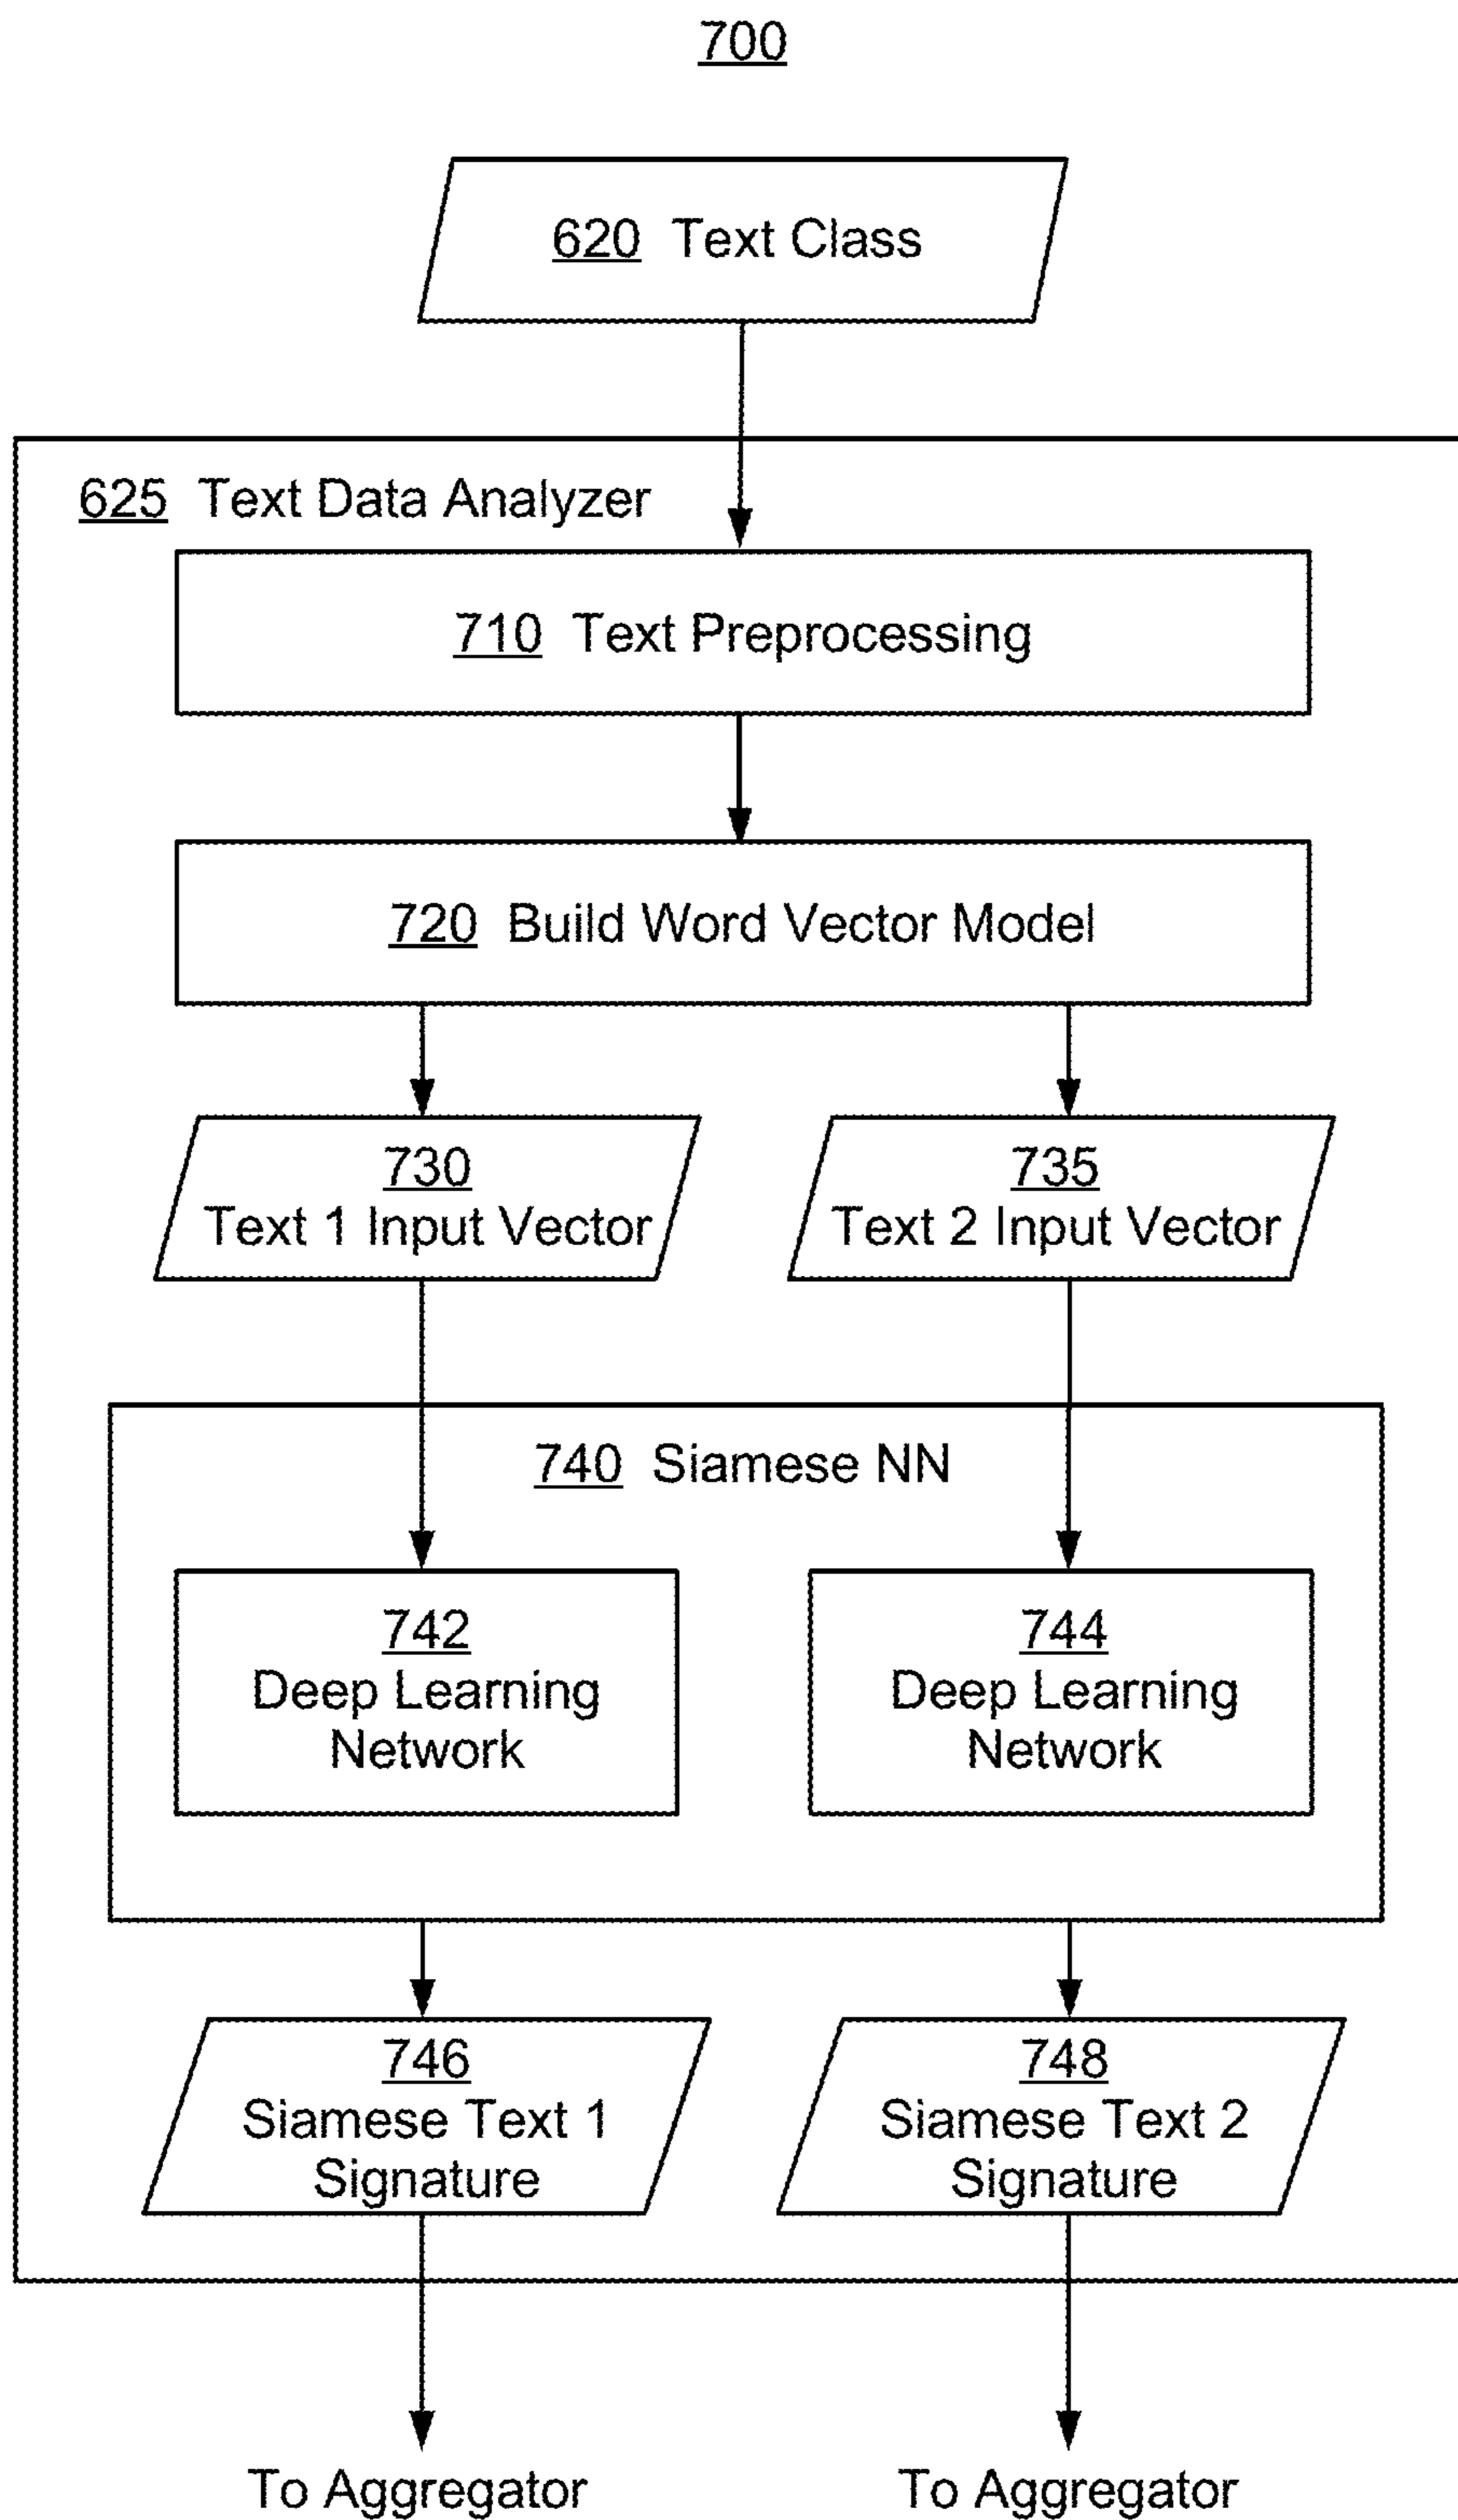 700
620 Text Class
625 Text Data Analyzer
710 Text Preprocessing
720 Build Word Vector Model
730
Text 1 Input Vector
735
Text 2 Input Vector
740 Siamese NN
742
Deep Learning
Network
744
Deep Learning
Network
746
Siamese Text 1
Signature
748
Siamese Text 2
Signature
To Aggregator
To Aggregator